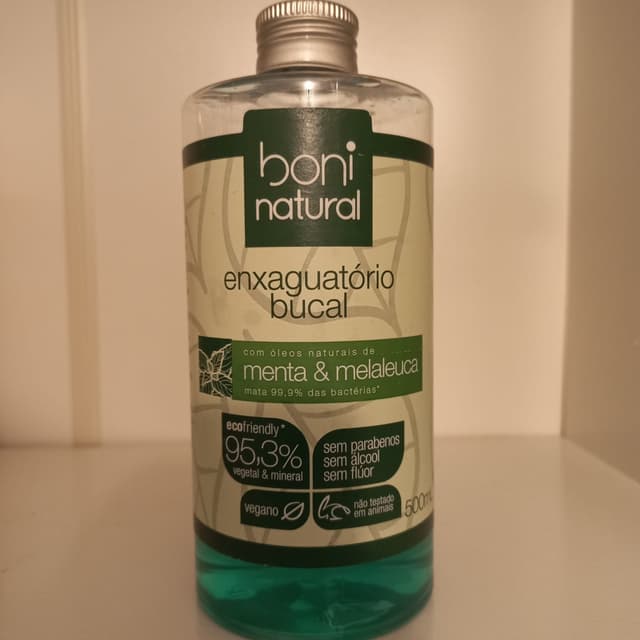 boni
natural
enxaguatório
bucal
com óleos naturais de
menta & melaleuca
mata 99,9% das bactérias*
ecofriendly*
95,3%
vegetal & mineral
sem parabenos
sem álcool
sem flúor
vegano
não testado
em animais
500m